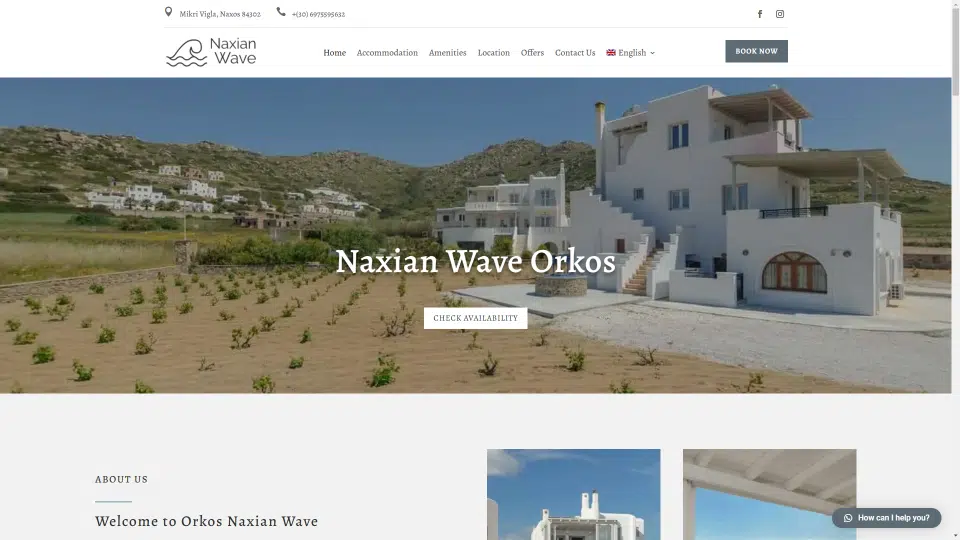 Mikri Vigla, Naxos 84302
+(30) 6975595632
Naxian
Wave
Home
Accommodation
Amenities
Location
Offers
Contact Us
English
BOOK NOW
Naxian Wave Orkos
CHECK AVAILABILITY
ABOUT US
Welcome to Orkos Naxian Wave
How can I help you?